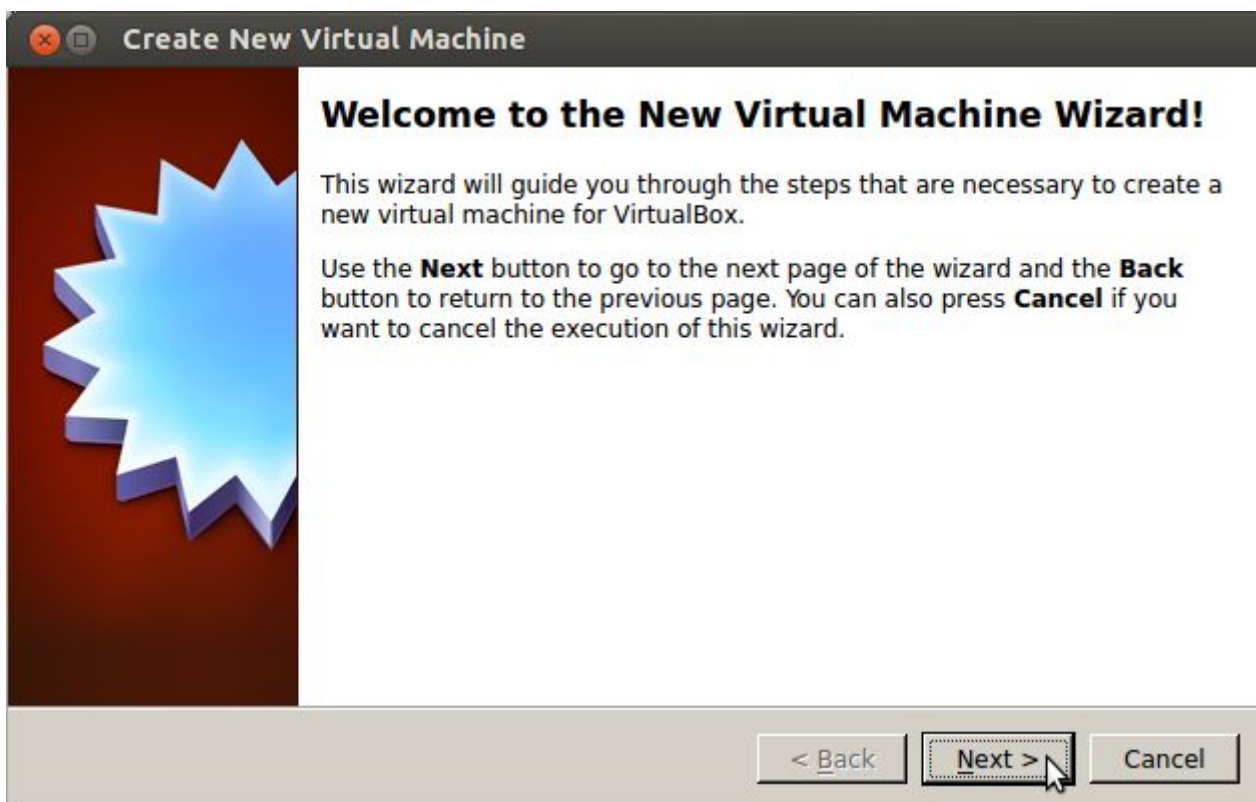 Create New Virtual Machine
Welcome to the New Virtual Machine Wizard!
This wizard will guide you through the steps that are necessary to create a
new virtual machine for VirtualBox.
Use the Next button to go to the next page of the wizard and the Back
button to return to the previous page. You can also press Cancel if you
want to cancel the execution of this wizard.
< Back
Next >
Cancel